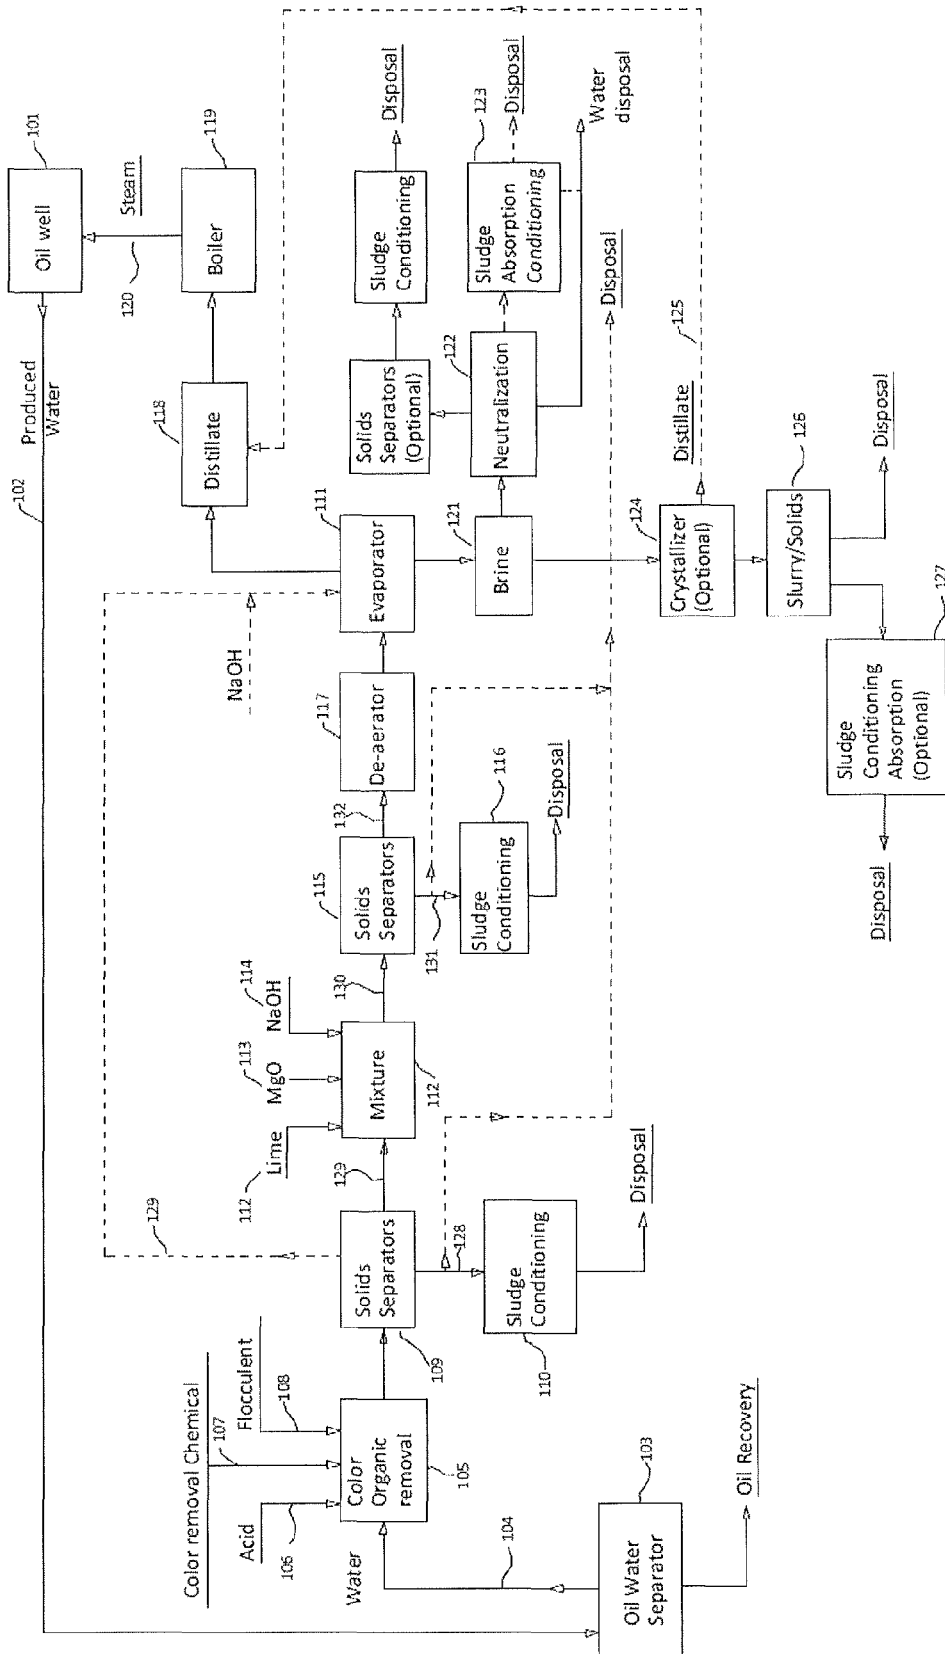 101
Oil well
Steam
120
119
Boiler
Produced
Water
102
118
Distillate
Disposal
Sludge
Conditioning
Solids
Separators
(Optional)
123
Disposal
Sludge
Absorption
Conditioning
Water
disposal
122
Neutralization
Disposal
125
Distillate
111
Evaporator
121
Brine
124
Crystallizer
(Optional)
126
Slurry/Solids
Disposal
127
Sludge
Conditioning
Absorption
(Optional)
Disposal
NaOH
117
De-aerator
132
115
Solids
Separators
131
116
Sludge
Conditioning
Disposal
130
114
NaOH
113
MgO
112
Lime
Mixture
112
129
129
Solids
Separators
109
128
Sludge
Conditioning
110
Disposal
Color removal Chemical
107
Flocculent
108
Acid
106
Color
Organic
removal
105
Water
104
103
Oil Water
Separator
Oil Recovery